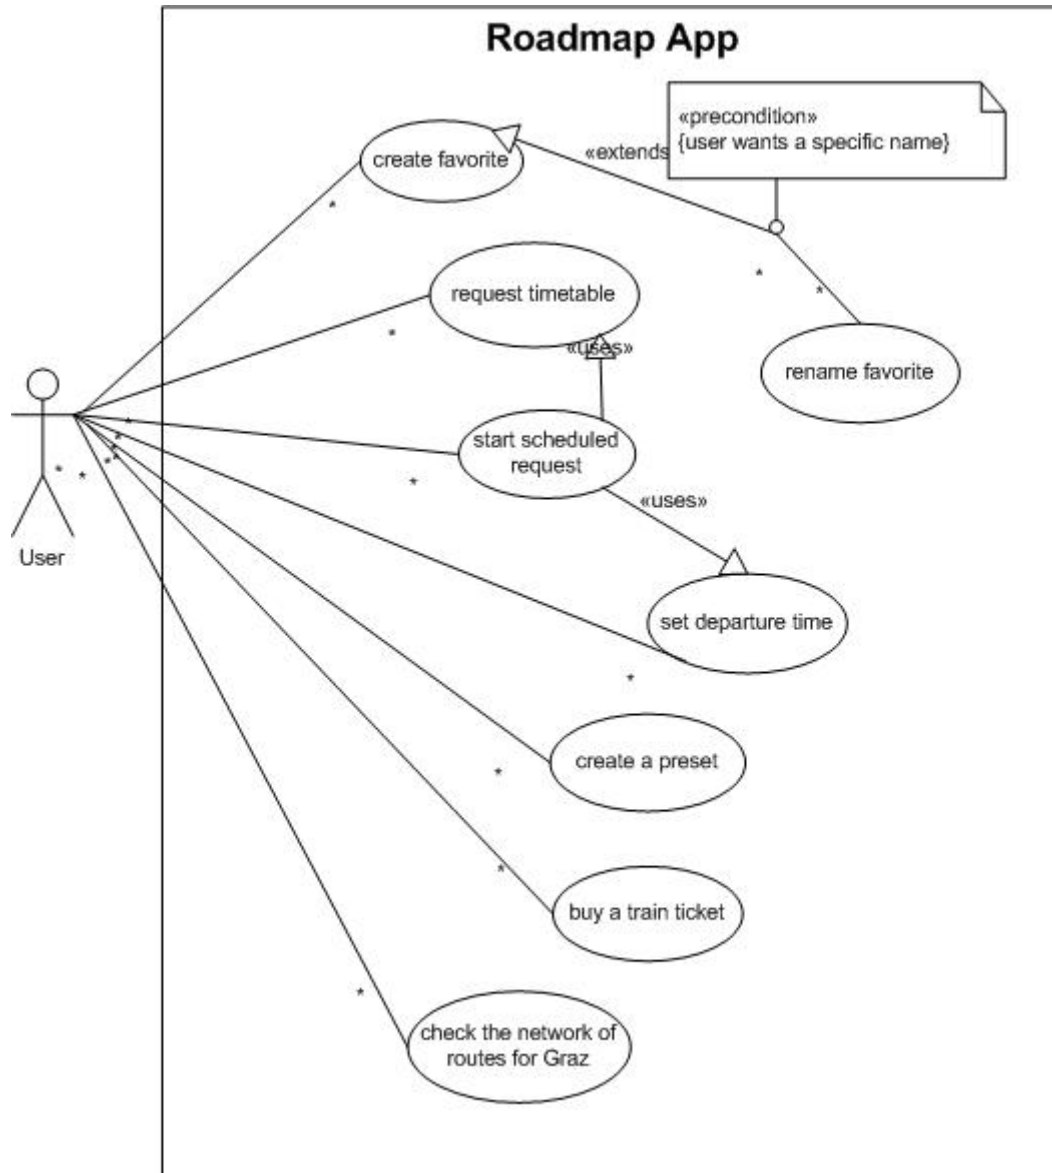 Roadmap App
«precondition»
{user wants a specific name}
«extends
create favorite
*
request timetable
*
*
*
«uses»
rename favorite
*
start scheduled
request
*
*
*
*
*
*
*
*
«uses»
User
set departure time
*
create a preset
*
*
buy a train ticket
*
check the network of
routes for Graz